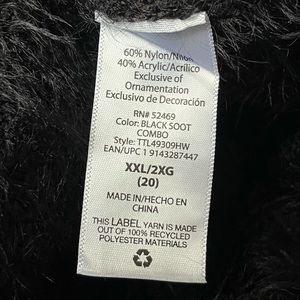 60% Nylon/Nilón
40% Acrylic/Acrílico
Exclusive of
Ornamentation
Exclusivo de Decoración
RN# 52469
Color: BLACK SOOT
COMBO
Style: TTL49309HW
EAN/UPC 1 9143287447
XXL/2XG
(20)
MADE IN/HECHO EN
CHINA
THIS LABEL YARN IS MADE
OUT OF 100% RECYCLED
POLYESTER MATERIALS